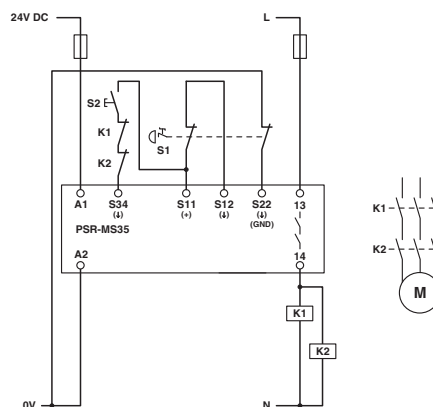 24V DC
L
S2
K1
S1
K2
A1
S34
(↓)
S11
(+)
S12
(↓)
S22
(↓)
(GND)
13
PSR-MS35
A2
14
K1
K2
K1
K2
M
0V
N